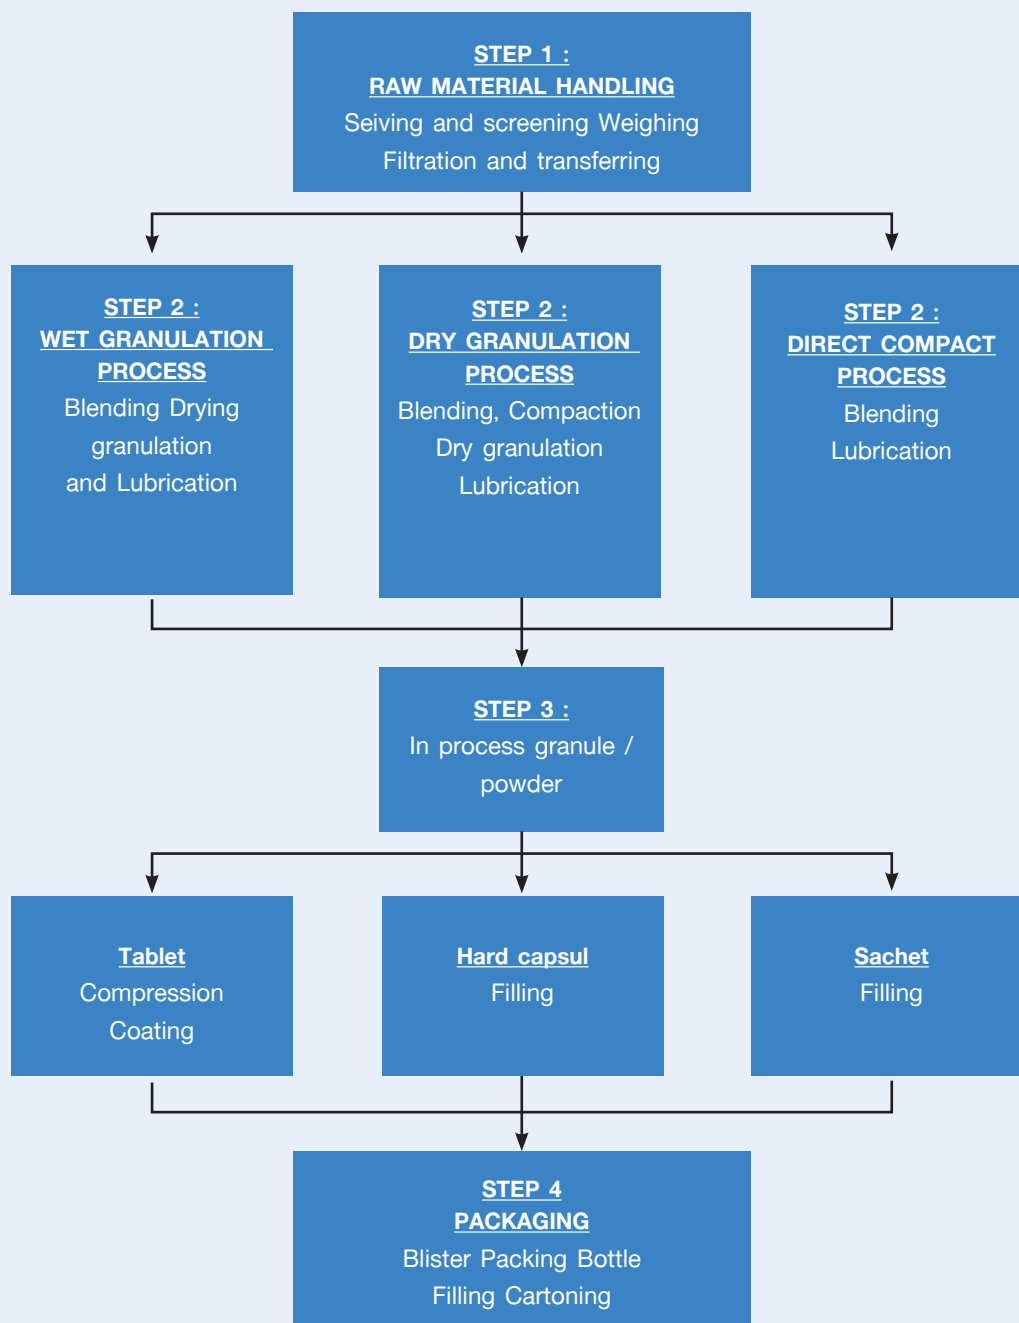 STEP 1 :
RAW MATERIAL HANDLING
Seiving and screening Weighing
Filtration and transferring
STEP 2 :
WET GRANULATION
PROCESS
Blending Drying
granulation
and Lubrication
STEP 2 :
DRY GRANULATION
PROCESS
Blending, Compaction
Dry granulation
Lubrication
STEP 2 :
DIRECT COMPACT
PROCESS
Blending
Lubrication
STEP 3 :
In process granule /
powder
Tablet
Compression
Coating
Hard capsul
Filling
Sachet
Filling
STEP 4
PACKAGING
Blister Packing Bottle
Filling Cartoning